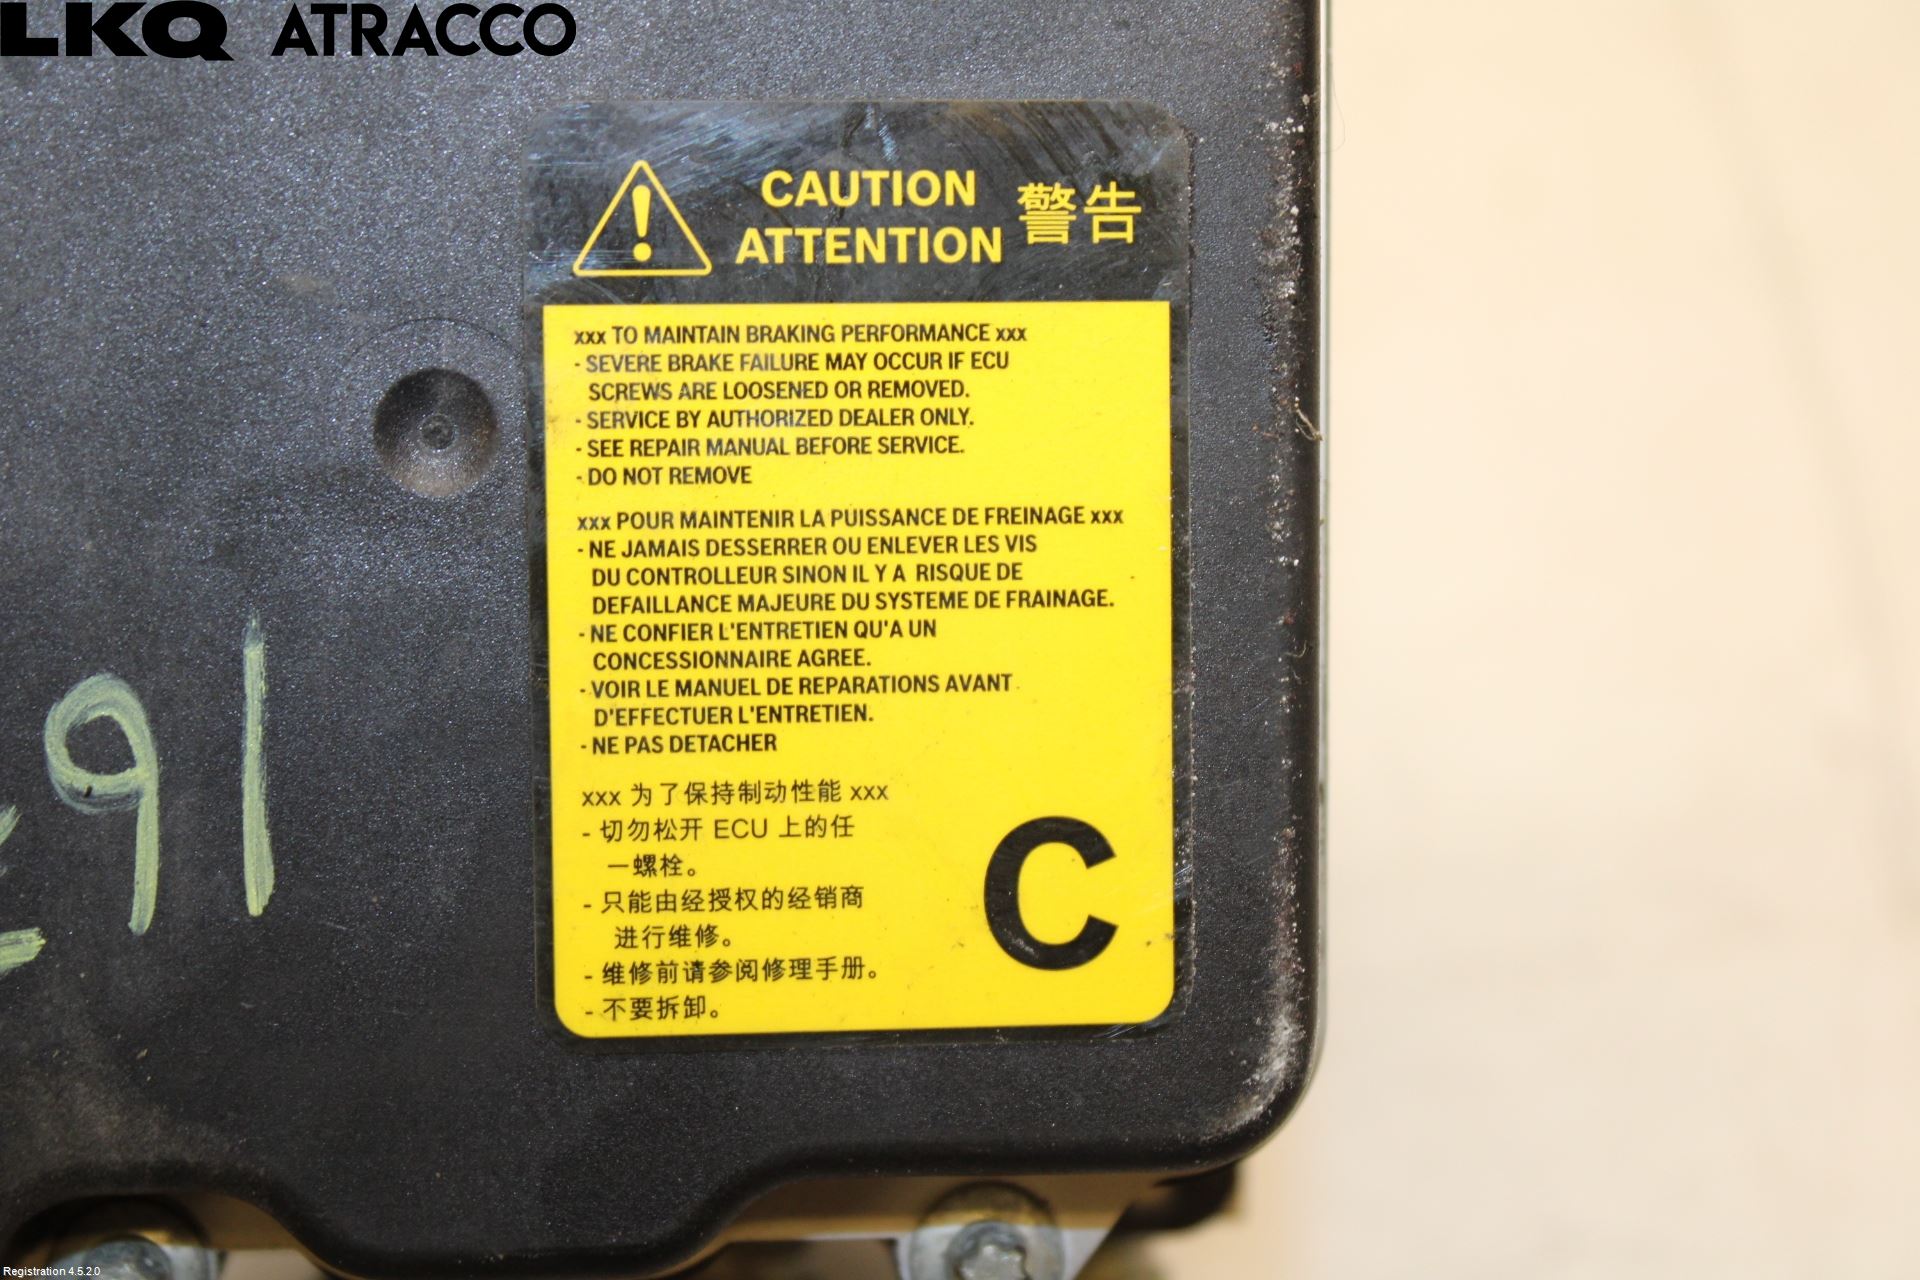 LKQ ATRACCO
CAUTION
ATTENTION
警告
xxx TO MAINTAIN BRAKING PERFORMANCE xxx
- SEVERE BRAKE FAILURE MAY OCCUR IF ECU
SCREWS ARE LOOSENED OR REMOVED.
- SERVICE BY AUTHORIZED DEALER ONLY.
- SEE REPAIR MANUAL BEFORE SERVICE.
- DO NOT REMOVE
xxx POUR MAINTENIR LA PUISSANCE DE FREINAGE xxx
- NE JAMAIS DESSERRER OU ENLEVER LES VIS
DU CONTROLLEUR SINON IL Y A RISQUE DE
DEFAILLANCE MAJEURE DU SYSTEME DE FRAINAGE.
- NE CONFIER L'ENTRETIEN QU'A UN
CONCESSIONNAIRE AGREE.
- VOIR LE MANUEL DE REPARATIONS AVANT
D'EFFECTUER L'ENTRETIEN.
- NE PAS DETACHER
xxx 为了保持制动性能 xxx
- 切勿松开 ECU 上的任
一螺栓。
- 只能由经授权的经销商
进行维修。
- 维修前请参阅修理手册。
- 不要拆卸。
C
91
Registration 4.5.2.0